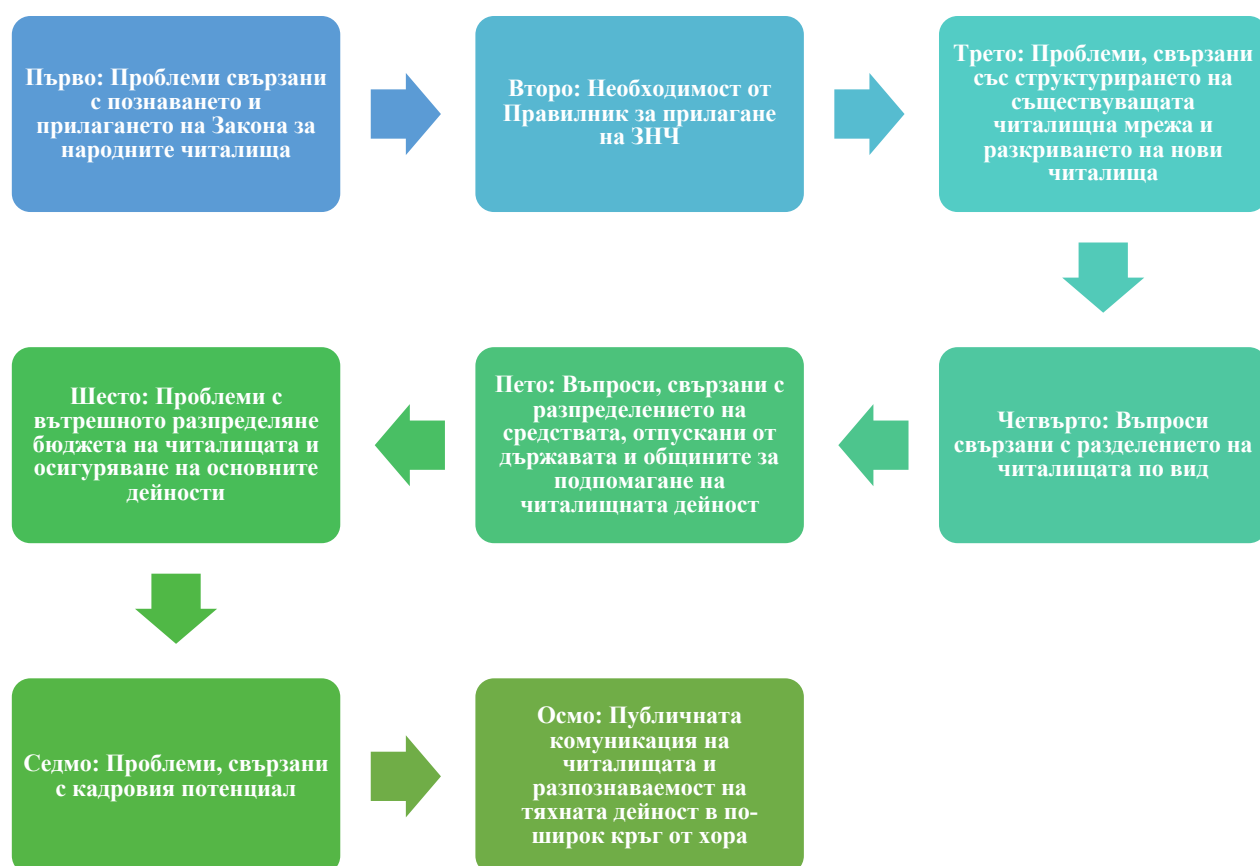 Първо: Проблеми свързани
с познаването и
прилагането на Закона за
народните читалища
Второ: Необходимост от
Правилник за прилагане
на ЗНЧ
Трето: Проблеми, свързани
със структурирането на
съществуващата
читалищна мрежа и
разкриването на нови
читалища
Четвърто: Въпроси
свързани с разделението на
читалищата по вид
Пето: Въпроси, свързани с
разпределението на
средствата, отпускани от
държавата и общините за
подпомагане на
читалищната дейност
Шесто: Проблеми с
вътрешното разпределяне
бюджета на читалищата и
осигуряване на основните
дейности
Седмо: Проблеми, свързани
с кадровия потенциал
Осмо: Публичната
комуникация на
читалищата и
разпознаваемост на
тяхната дейност в по-
широк кръг от хора